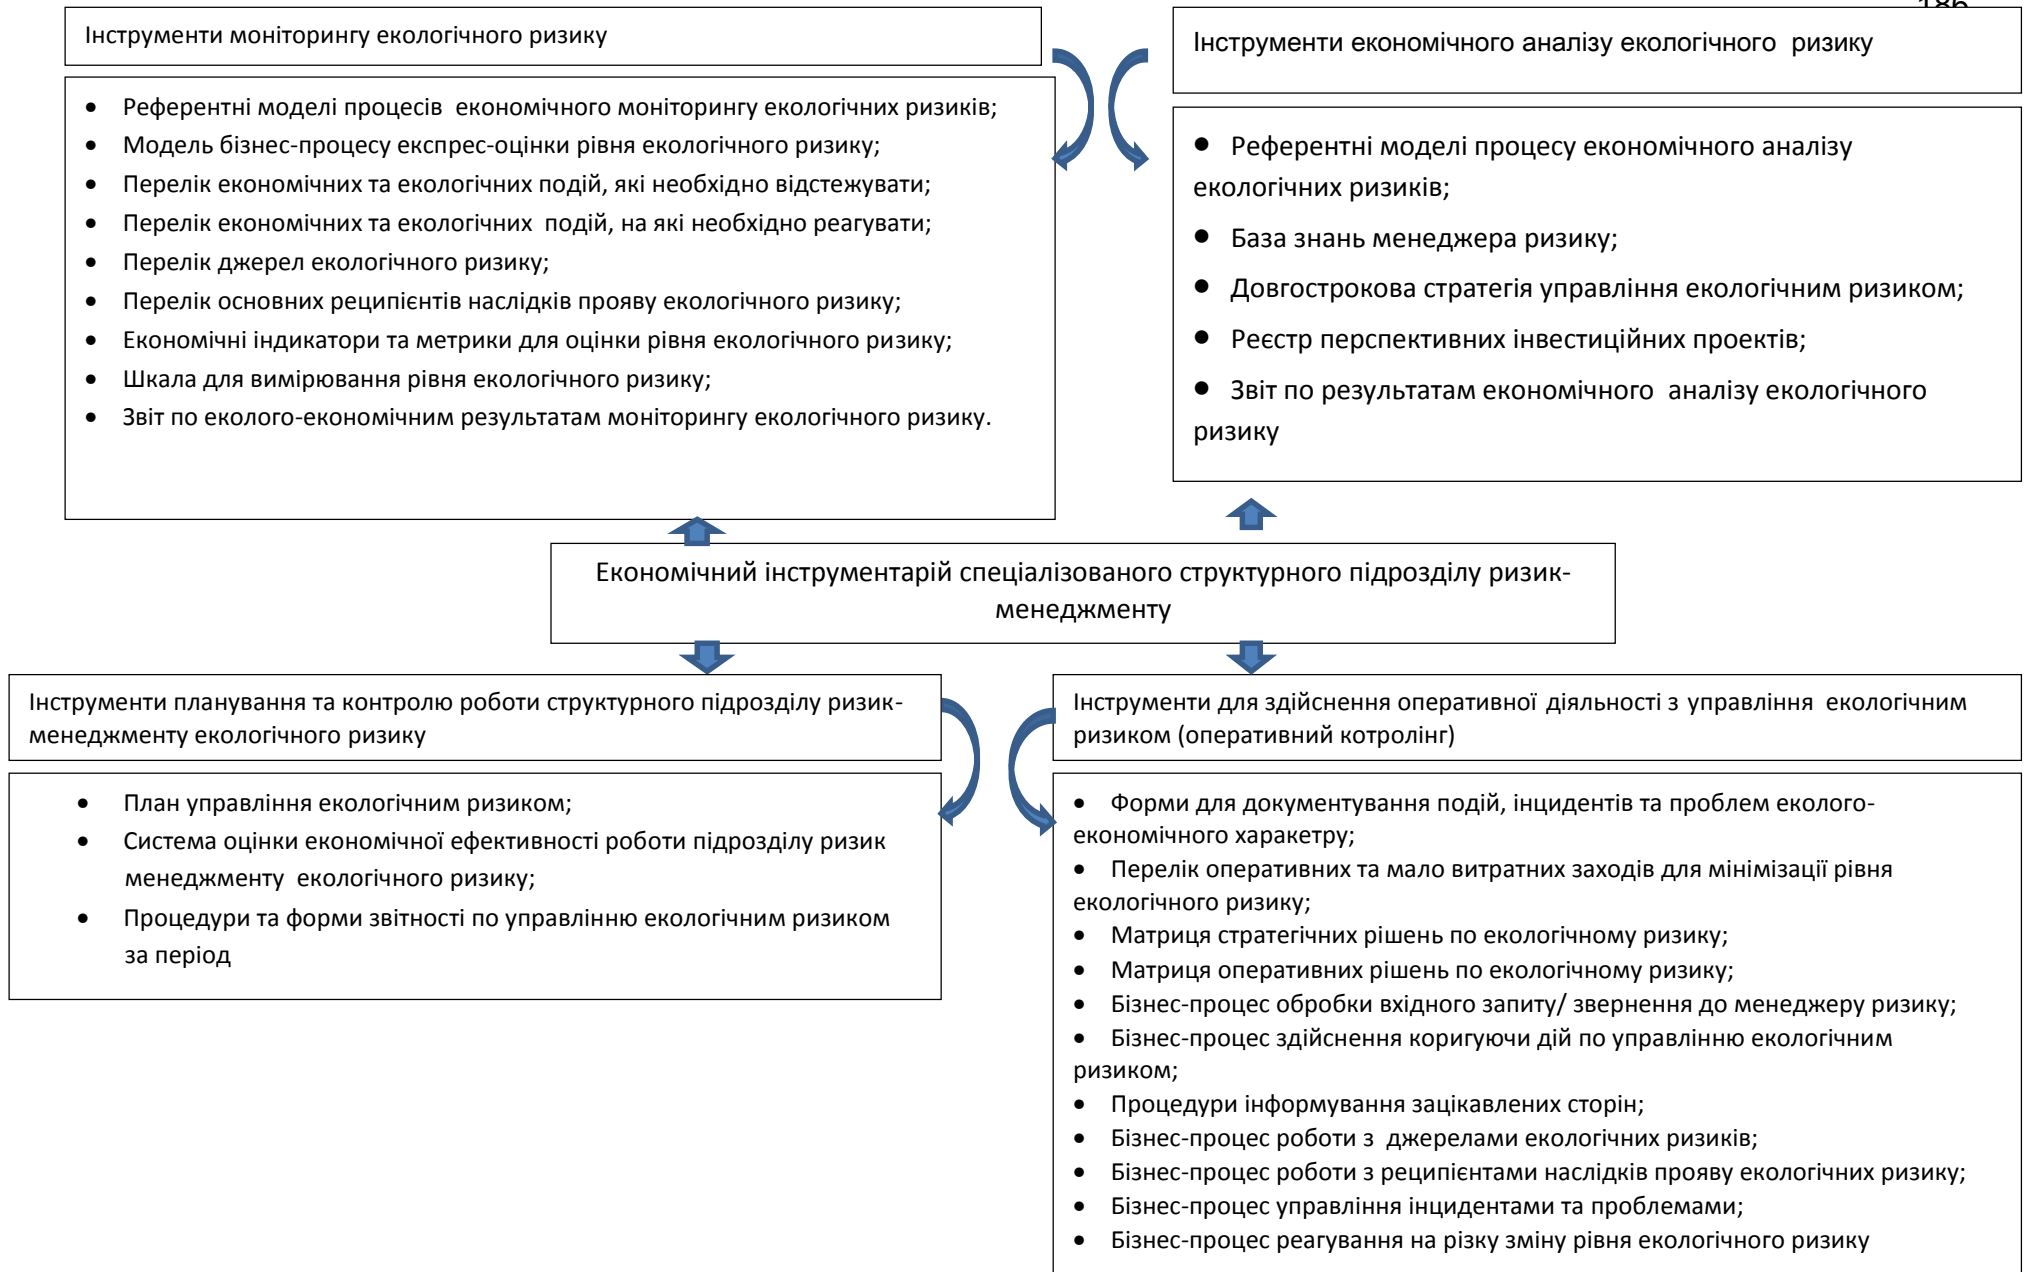 186
Інструменти моніторингу екологічного ризику
• Референтні моделі процесів економічного моніторингу екологічних ризиків;
• Модель бізнес-процесу експрес-оцінки рівня екологічного ризику;
• Перелік економічних та екологічних подій, які необхідно відстежувати;
• Перелік економічних та екологічних подій, на які необхідно реагувати;
• Перелік джерел екологічного ризику;
• Перелік основних реципієнтів наслідків прояву екологічного ризику;
• Економічні індикатори та метрики для оцінки рівня екологічного ризику;
• Шкала для вимірювання рівня екологічного ризику;
• Звіт по еколого-економічним результатам моніторингу екологічного ризику.
Інструменти економічного аналізу екологічного ризику
• Референтні моделі процесу економічного аналізу
екологічних ризиків;
• База знань менеджера ризику;
• Довгострокова стратегія управління екологічним ризиком;
• Реєстр перспективних інвестиційних проектів;
• Звіт по результатам економічного аналізу екологічного
ризику
Економічний інструментарій спеціалізованого структурного підрозділу ризик-
менеджменту
Інструменти планування та контролю роботи структурного підрозділу ризик-
менеджменту екологічного ризику
• План управління екологічним ризиком;
• Система оцінки економічної ефективності роботи підрозділу ризик
менеджменту екологічного ризику;
• Процедури та форми звітності по управлінню екологічним ризиком
за період
Інструменти для здійснення оперативної діяльності з управління екологічним
ризиком (оперативний котролінг)
• Форми для документування подій, інцидентів та проблем еколого-
економічного характеру;
• Перелік оперативних та мало витратних заходів для мінімізації рівня
екологічного ризику;
• Матриця стратегічних рішень по екологічному ризику;
• Матриця оперативних рішень по екологічному ризику;
• Бізнес-процес обробки вхідного запиту/ звернення до менеджеру ризику;
• Бізнес-процес здійснення коригуючи дій по управлінню екологічним
ризиком;
• Процедури інформування зацікавлених сторін;
• Бізнес-процес роботи з джерелами екологічних ризиків;
• Бізнес-процес роботи з реципієнтами наслідків прояву екологічних ризику;
• Бізнес-процес управління інцидентами та проблемами;
• Бізнес-процес реагування на різку зміну рівня екологічного ризику